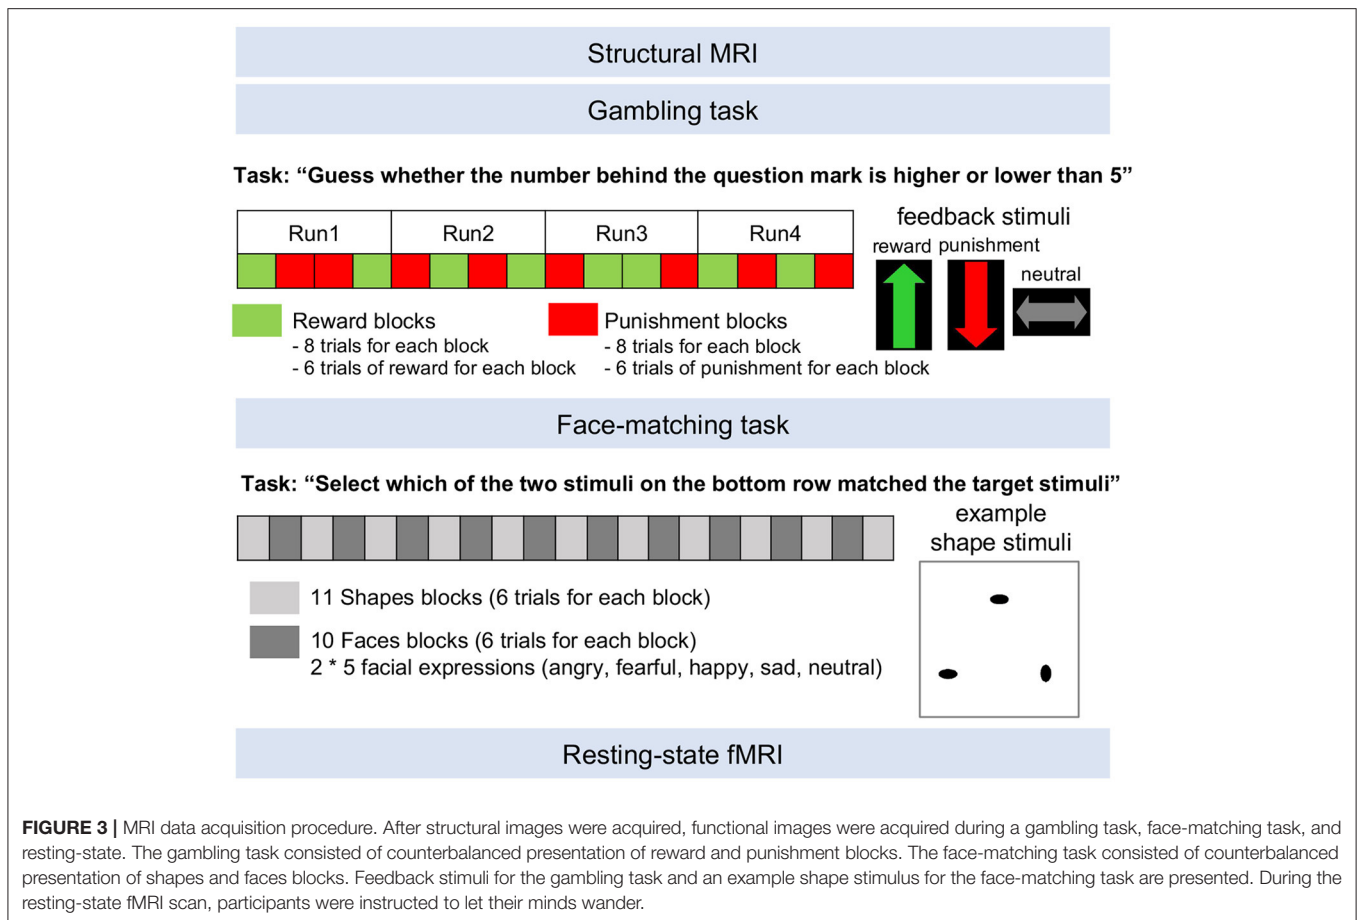 Structural MRI
Gambling task
Task: “Guess whether the number behind the question mark is higher or lower than 5”
Run1 Run2 Run3 Run4
feedback stimuli
reward punishment
neutral
Reward blocks
- 8 trials for each block
- 6 trials of reward for each block
Punishment blocks
- 8 trials for each block
- 6 trials of punishment for each block
Face-matching task
Task: “Select which of the two stimuli on the bottom row matched the target stimuli”
example
shape stimuli
11 Shapes blocks (6 trials for each block)
10 Faces blocks (6 trials for each block)
2 * 5 facial expressions (angry, fearful, happy, sad, neutral)
Resting-state fMRI
FIGURE 3 | MRI data acquisition procedure. After structural images were acquired, functional images were acquired during a gambling task, face-matching task, and
resting-state. The gambling task consisted of counterbalanced presentation of reward and punishment blocks. The face-matching task consisted of counterbalanced
presentation of shapes and faces blocks. Feedback stimuli for the gambling task and an example shape stimulus for the face-matching task are presented. During the
resting-state fMRI scan, participants were instructed to let their minds wander.